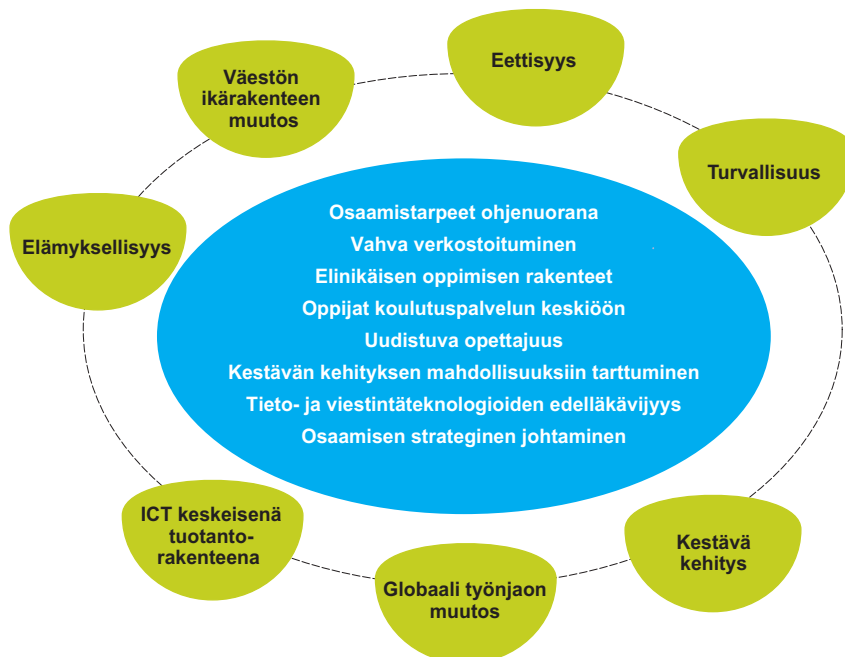 Eettisyys
Väestön
ikärakenteen
muutos
Turvallisuus
Elämyksellisyys
Osaamistarpeet ohjenuorana
Vahva verkostoituminen
Elinikäisen oppimisen rakenteet
Oppijat koulutuspalvelun keskiöön
Uudistuva opettajuus
Kestävän kehityksen mahdollisuuksiin tarttuminen
Tieto- ja viestintäteknologioiden edelläkävijyys
Osaamisen strateginen johtaminen
ICT keskeisenä
tuotanto-
rakenteena
Kestävä
kehitys
Globaali työnjaon
muutos